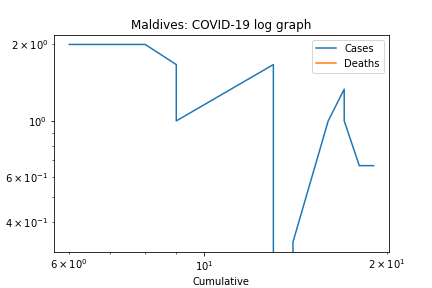 Maldives: COVID-19 log graph
Cases
Deaths
2 × 10⁰
10⁰
6 × 10⁻¹
4 × 10⁻¹
6 × 10⁰ 10¹ 2 × 10¹
Cumulative